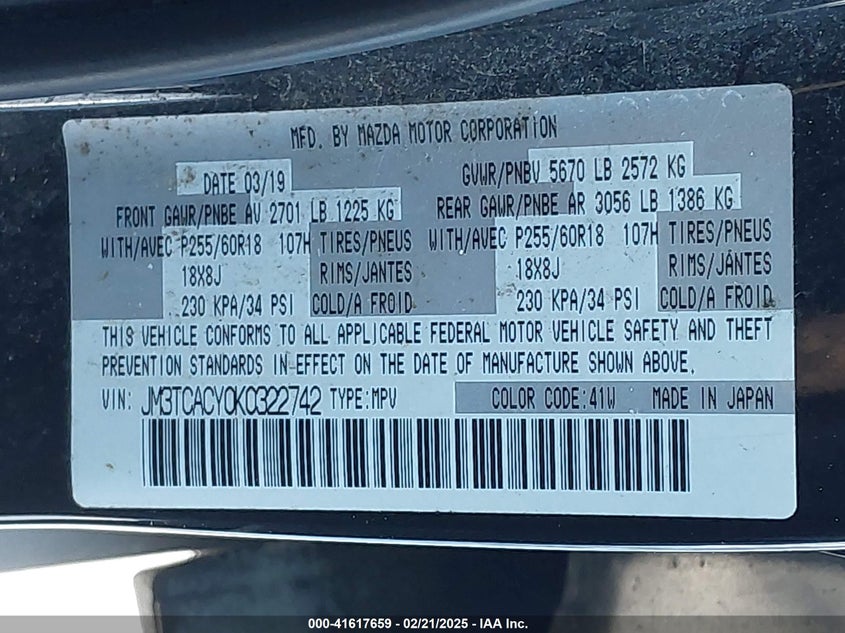 MFD. BY MAZDA MOTOR CORPORATION
DATE 03/19 GVWR/PNBV 5670 LB 2572 KG
FRONT GAWR/PNBE AV 2701 LB 1225 KG REAR GAWR/PNBE AR 3056 LB 1386 KG
WITH/AVEC P255/60R18 107H TIRES/PNEUS WITH/AVEC P255/60R18 107H TIRES/PNEUS
18X8J RIMS/JANTES 18X8J RIMS/JANTES
230 KPA/34 PSI COLD/A FROID 230 KPA/34 PSI COLD/A FROID
THIS VEHICLE CONFORMS TO ALL APPLICABLE FEDERAL MOTOR VEHICLE SAFETY AND THEFT
PREVENTION STANDARDS IN EFFECT ON THE DATE OF MANUFACTURE SHOWN ABOVE.
VIN: JM3TCACY0K0322742 TYPE:MPV COLOR CODE:41W MADE IN JAPAN
000-41617659 - 02/21/2025 - IAA Inc.